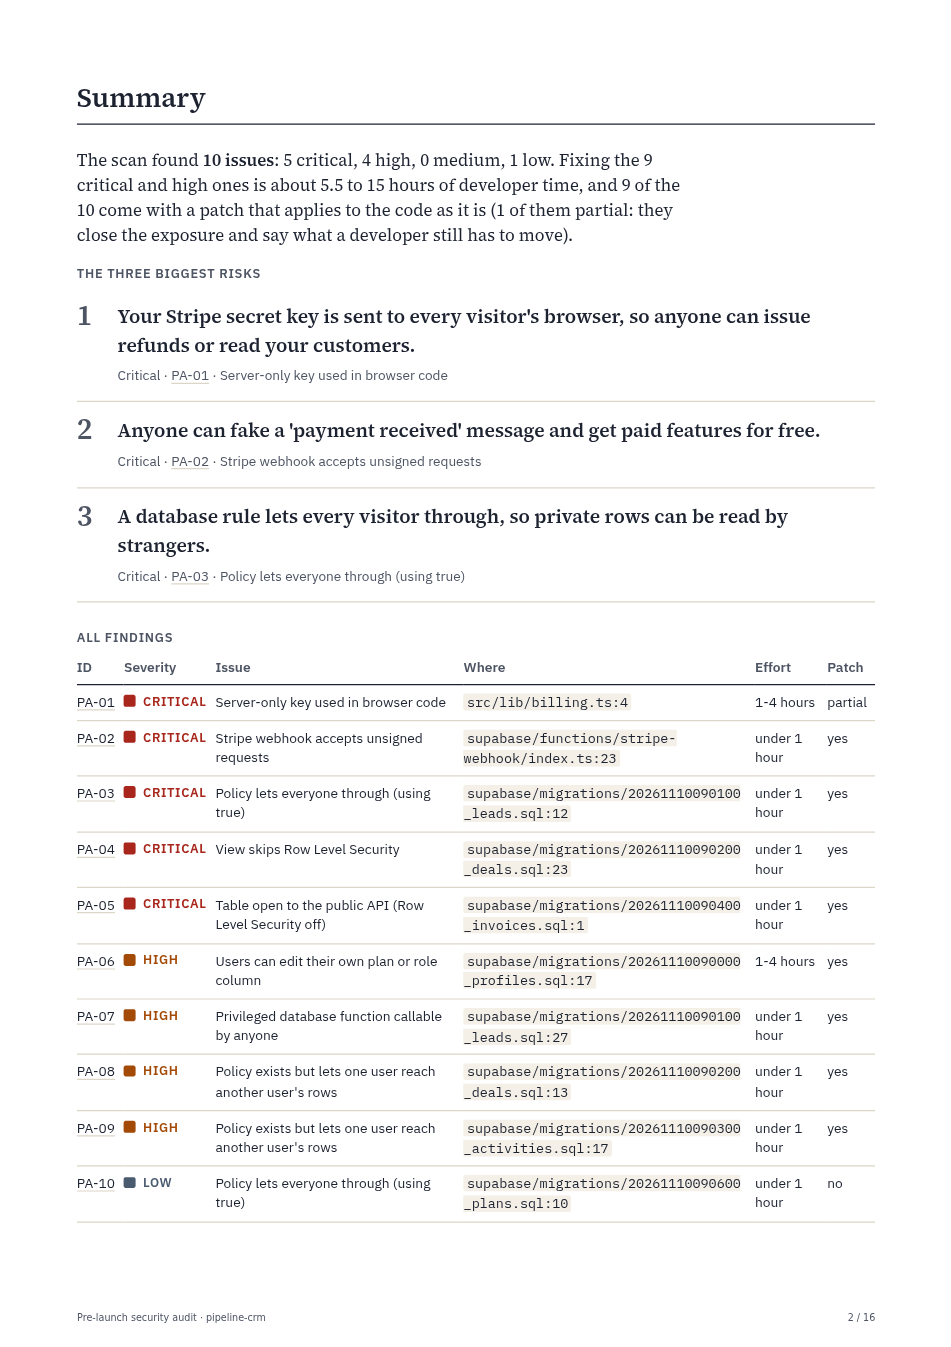 Summary
The scan found 10 issues: 5 critical, 4 high, 0 medium, 1 low. Fixing the 9
critical and high ones is about 5.5 to 15 hours of developer time, and 9 of the
10 come with a patch that applies to the code as it is (1 of them partial: they
close the exposure and say what a developer still has to move).
THE THREE BIGGEST RISKS
1 Your Stripe secret key is sent to every visitor's browser, so anyone can issue
refunds or read your customers.
Critical · PA-01 · Server-only key used in browser code
2 Anyone can fake a 'payment received' message and get paid features for free.
Critical · PA-02 · Stripe webhook accepts unsigned requests
3 A database rule lets every visitor through, so private rows can be read by
strangers.
Critical · PA-03 · Policy lets everyone through (using true)
ALL FINDINGS
ID Severity Issue Where Effort Patch
PA-01 CRITICAL Server-only key used in browser code src/lib/billing.ts:4 1-4 hours partial
PA-02 CRITICAL Stripe webhook accepts unsigned supabase/functions/stripe- under 1 yes
requests webhook/index.ts:23 hour
PA-03 CRITICAL Policy lets everyone through (using supabase/migrations/20261110090100 under 1 yes
true) _leads.sql:12 hour
PA-04 CRITICAL View skips Row Level Security supabase/migrations/20261110090200 under 1 yes
_deals.sql:23 hour
PA-05 CRITICAL Table open to the public API (Row supabase/migrations/20261110090400 under 1 yes
Level Security off) _invoices.sql:1 hour
PA-06 HIGH Users can edit their own plan or role supabase/migrations/20261110090000 1-4 hours yes
column _profiles.sql:17
PA-07 HIGH Privileged database function callable supabase/migrations/20261110090100 under 1 yes
by anyone _leads.sql:27 hour
PA-08 HIGH Policy exists but lets one user reach supabase/migrations/20261110090200 under 1 yes
another user's rows _deals.sql:13 hour
PA-09 HIGH Policy exists but lets one user reach supabase/migrations/20261110090300 under 1 yes
another user's rows _activities.sql:17 hour
PA-10 LOW Policy lets everyone through (using supabase/migrations/20261110090600 under 1 no
true) _plans.sql:10 hour
Pre-launch security audit · pipeline-crm 2 / 16